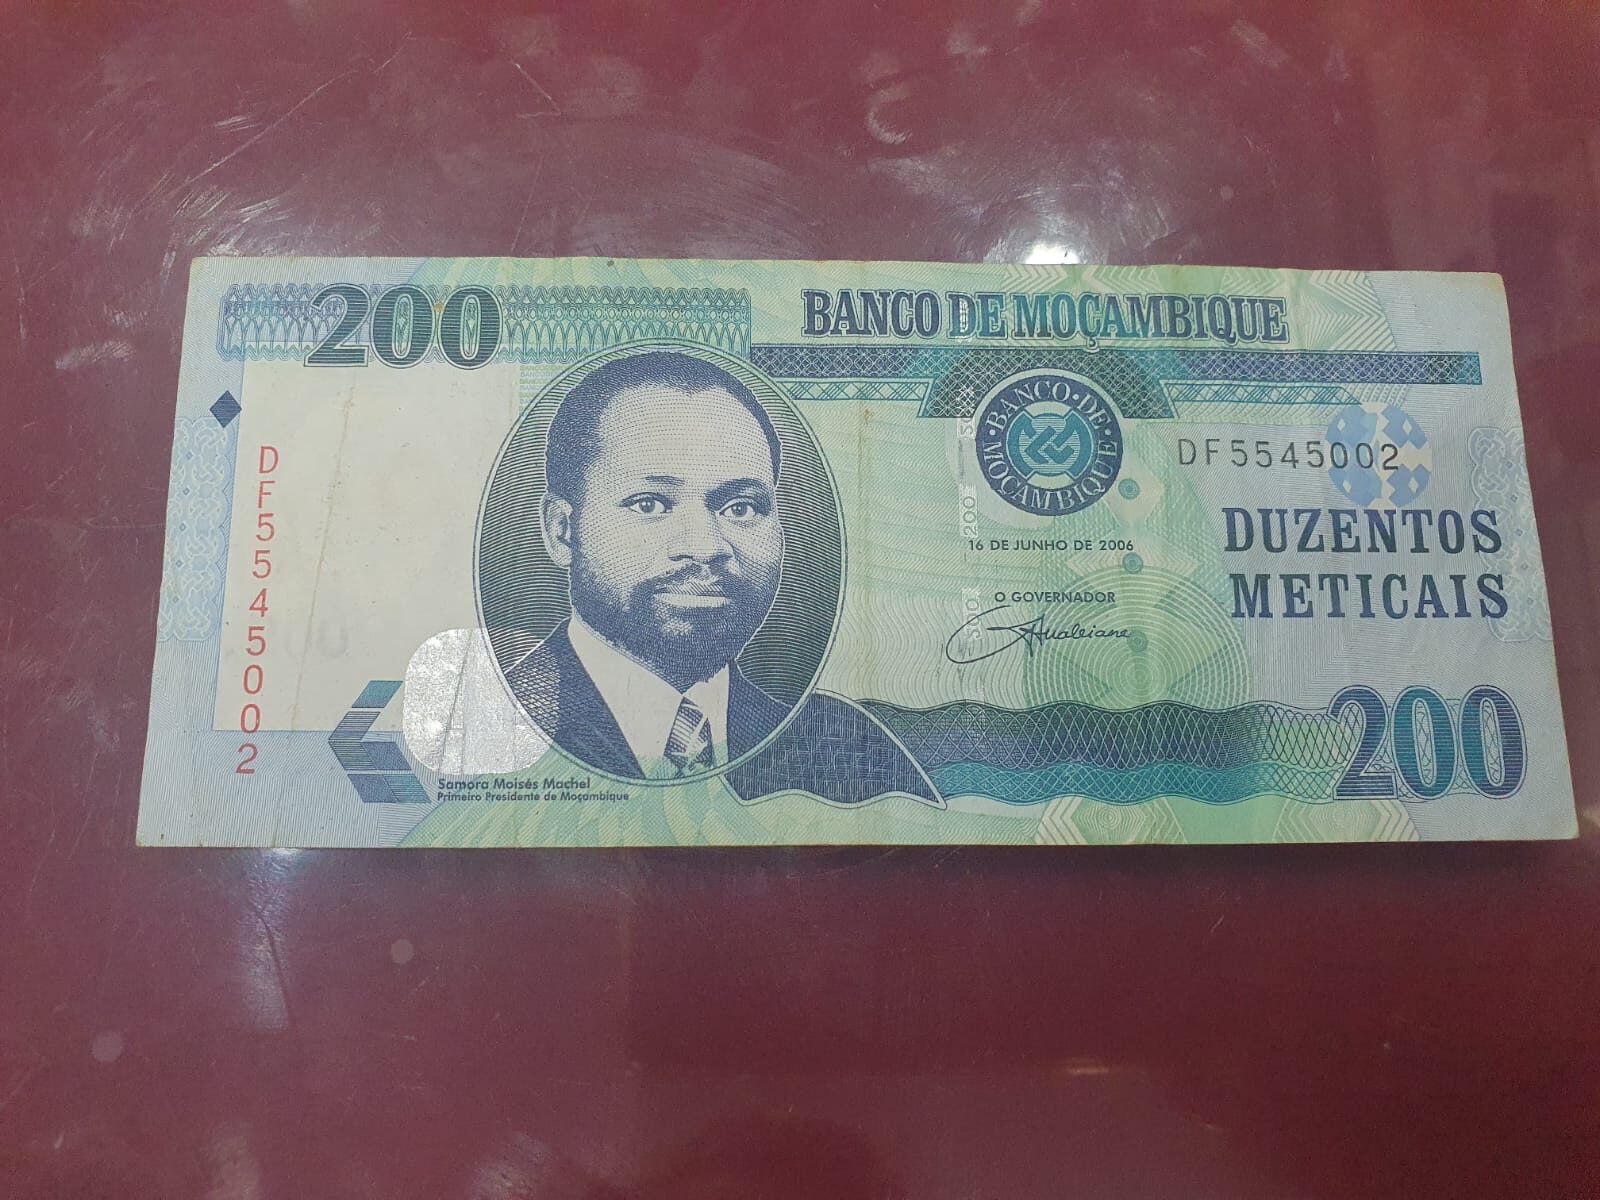 200
BANCO DE MOÇAMBIQUE
BANCO DE MOÇAMBIQUE
DF5545002
DF5545002
DUZENTOS
METICAIS
16 DE JUNHO DE 2006
O GOVERNADOR
200
Samora Moisés Machel
Primeiro Presidente de Moçambique
200